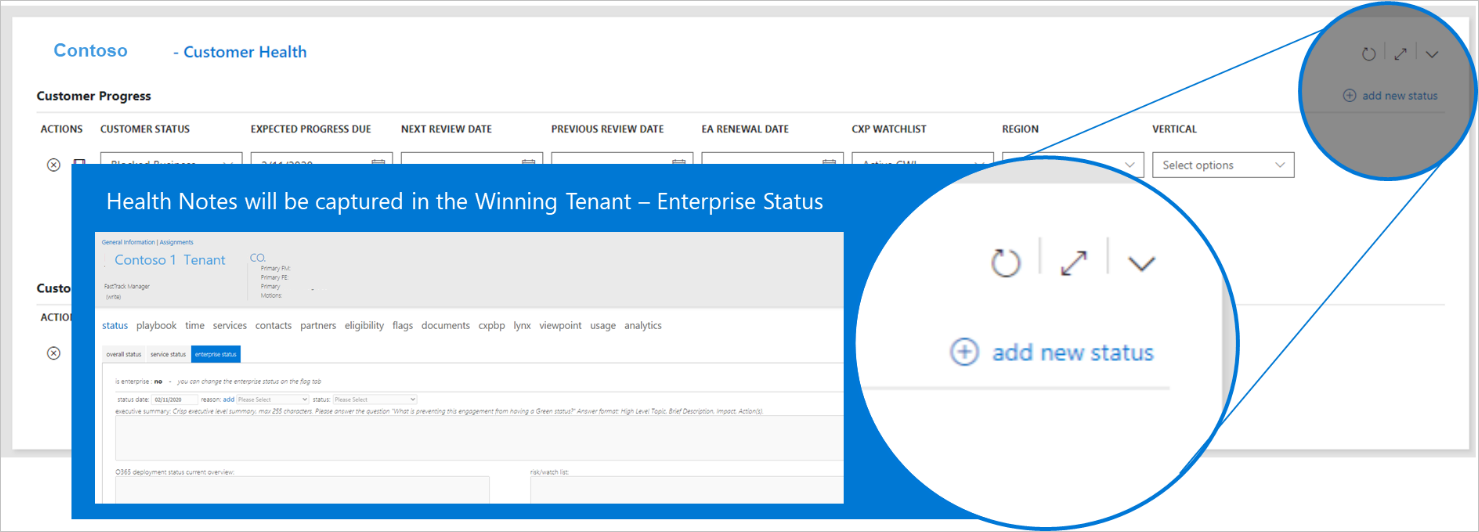 Contoso - Customer Health
Customer Progress
add new status
ACTIONS CUSTOMER STATUS EXPECTED PROGRESS DUE NEXT REVIEW DATE PREVIOUS REVIEW DATE EA RENEWAL DATE CXP WATCHLIST REGION VERTICAL
Blocked Business 2/11/2020 Active CWL Select options
Health Notes will be captured in the Winning Tenant – Enterprise Status
General Information | Assignments
Contoso 1 Tenant CO.
Primary FM:
Primary FE:
Primary
Motions
FastTrack Manager
(write)
status playbook time services contacts partners eligibility flags documents cxpbp lynx viewpoint usage analytics
overall status service status enterprise status
is enterprise : no - you can change the enterprise status on the flag tab
status date: 02/11/2020 reason: add Please Select status: Please Select
executive summary: Crisp executive level summary, max 255 characters. Please answer the question "What is preventing this engagement from having a Green status?" Answer format: High Level Topic, Brief Description, Impact, Action(s).
O365 deployment status current overview: risk/watch list:
add new status
Custo
ACTIO